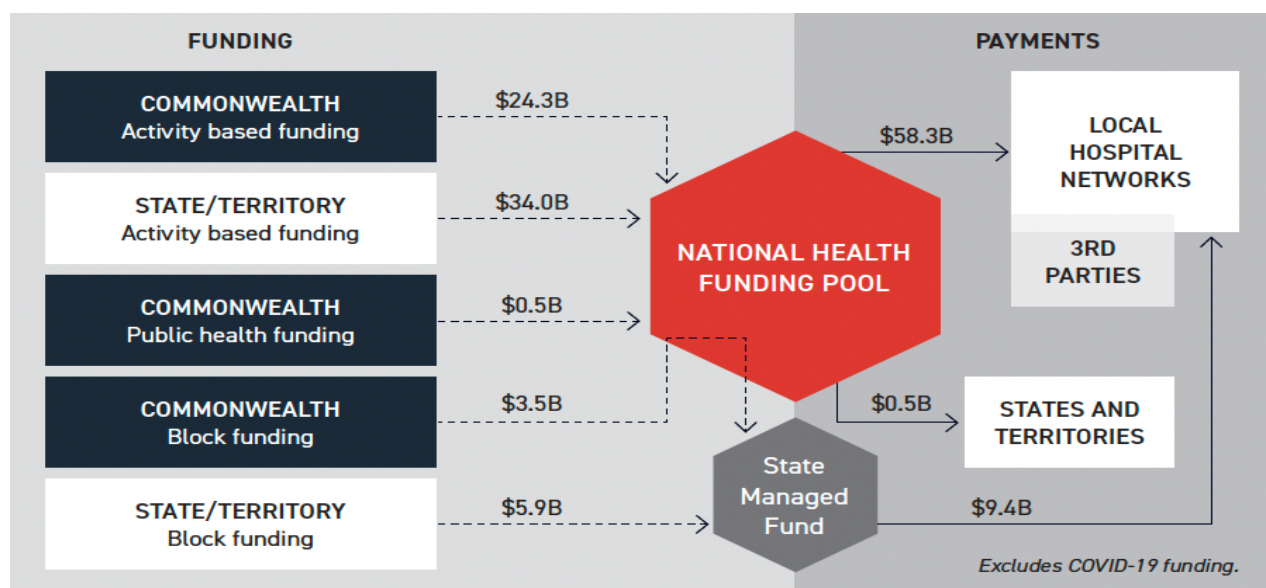 FUNDING
PAYMENTS
COMMONWEALTH
Activity based funding
$24.3B
STATE/TERRITORY
Activity based funding
$34.0B
COMMONWEALTH
Public health funding
$0.5B
COMMONWEALTH
Block funding
$3.5B
STATE/TERRITORY
Block funding
$5.9B
NATIONAL HEALTH
FUNDING POOL
State
Managed
Fund
$58.3B
LOCAL
HOSPITAL
NETWORKS
3RD
PARTIES
$0.5B
STATES AND
TERRITORIES
$9.4B
Excludes COVID-19 funding.